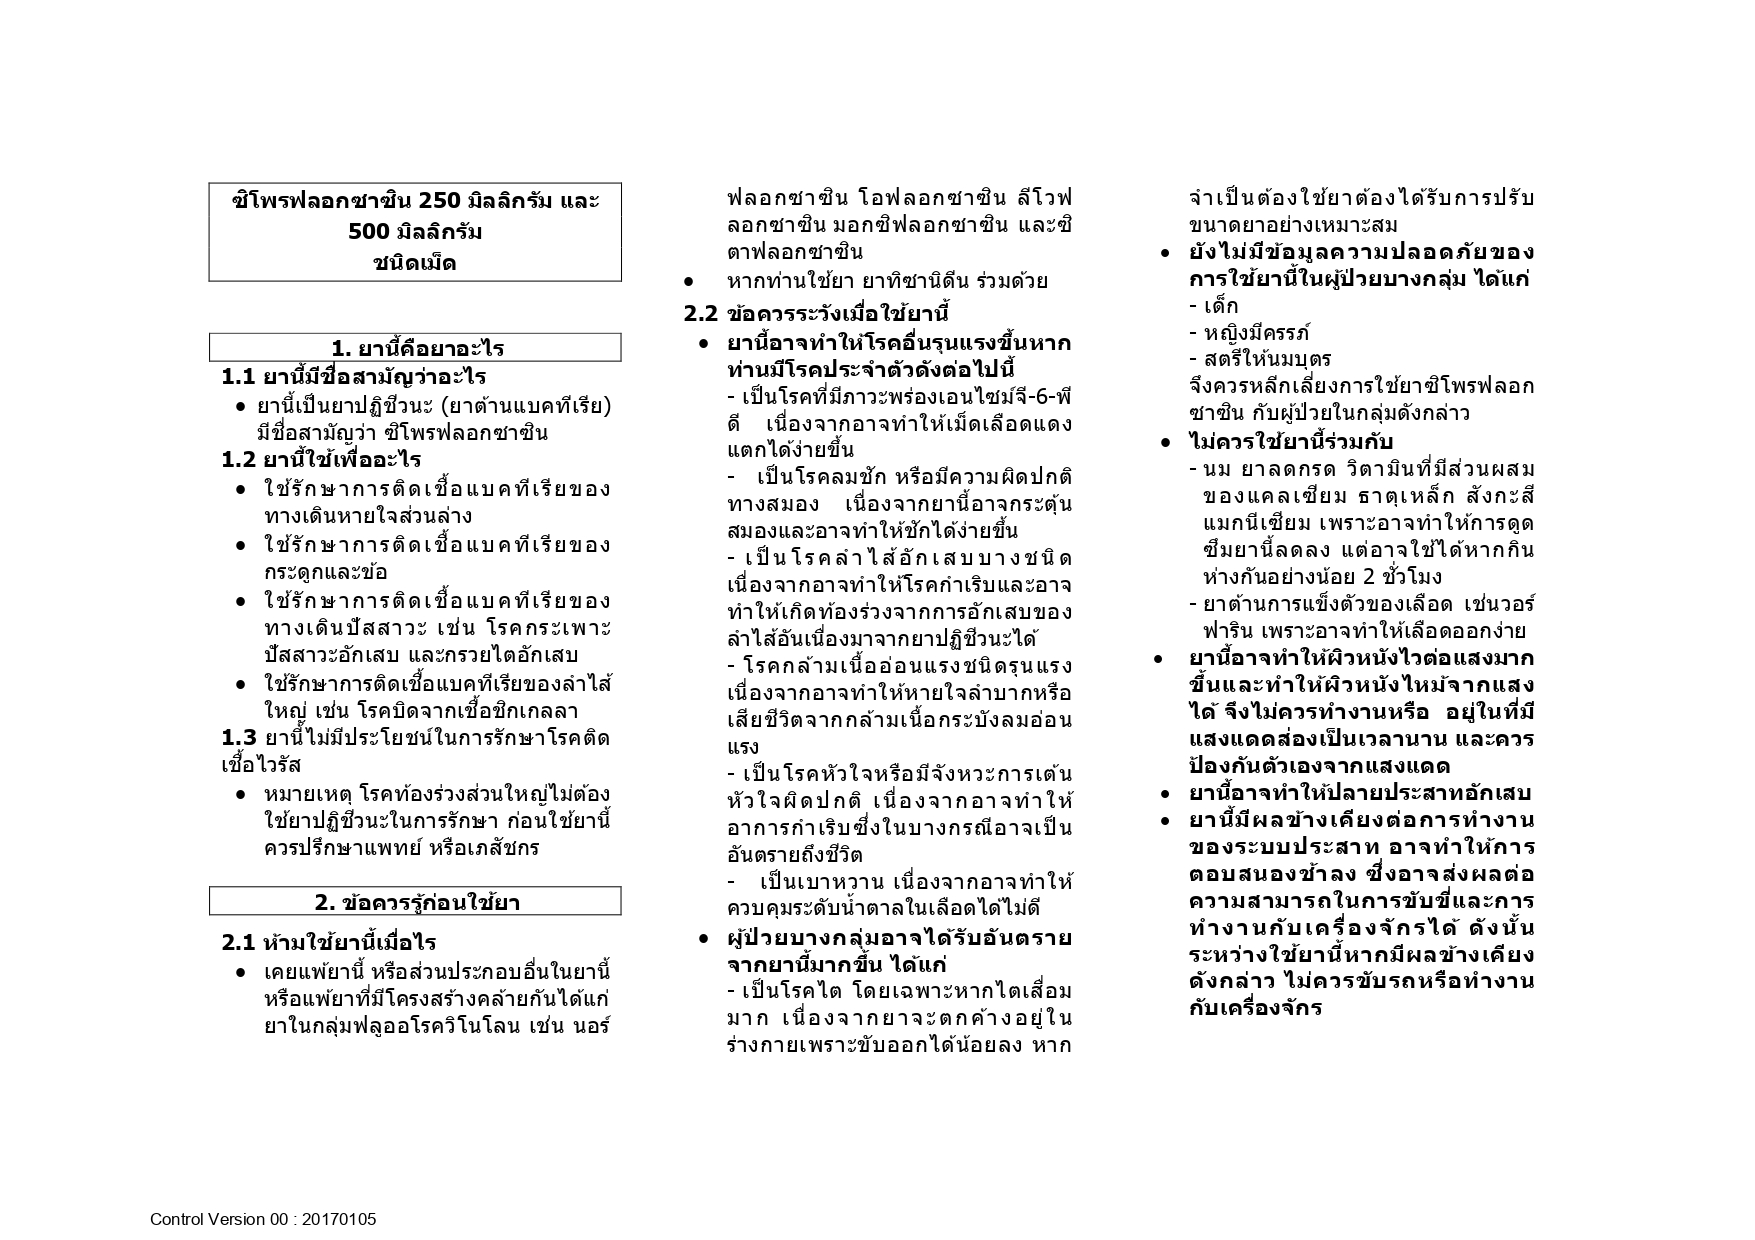 ซิโพรฟลอกซาซิน 250 มิลลิกรัม และ
500 มิลลิกรัม
ชนิดเม็ด
1. ยานี้คือยาอะไร
1.1 ยานี้มีชื่อสามัญว่าอะไร
● ยานี้เป็นยาปฏิชีวนะ (ยาต้านแบคทีเรีย)
มีชื่อสามัญว่า ซิโพรฟลอกซาซิน
1.2 ยานี้ใช้เพื่ออะไร
● ใช้รักษาการติดเชื้อแบคทีเรียของ
ทางเดินหายใจส่วนล่าง
● ใช้รักษาการติดเชื้อแบคทีเรียของ
กระดูกและข้อ
● ใช้รักษาการติดเชื้อแบคทีเรียของ
ทางเดินปัสสาวะ เช่น โรคกระเพาะ
ปัสสาวะอักเสบ และกรวยไตอักเสบ
● ใช้รักษาการติดเชื้อแบคทีเรียของลำไส้
ใหญ่ เช่น โรคบิดจากเชื้อชิกเกลลา
1.3 ยานี้ไม่มีประโยชน์ในการรักษาโรคติด
เชื้อไวรัส
● หมายเหตุ โรคท้องร่วงส่วนใหญ่ไม่ต้อง
ใช้ยาปฏิชีวนะในการรักษา ก่อนใช้ยานี้
ควรปรึกษาแพทย์ หรือเภสัชกร
2. ข้อควรรู้ก่อนใช้ยา
2.1 ห้ามใช้ยานี้เมื่อไร
● เคยแพ้ยานี้ หรือส่วนประกอบอื่นในยานี้
หรือแพ้ยาที่มีโครงสร้างคล้ายกันได้แก่
ยาในกลุ่มฟลูออโรควิโนโลน เช่น นอร์
ฟลอกซาซิน โอฟลอกซาซิน ลีโวฟ
ลอกซาซิน มอกซิฟลอกซาซิน และซิ
ตาฟลอกซาซิน
● หากท่านใช้ยา ยาทิซานิดีน ร่วมด้วย
2.2 ข้อควรระวังเมื่อใช้ยานี้
● ยานี้อาจทำให้โรคอื่นรุนแรงขึ้นหาก
ท่านมีโรคประจำตัวดังต่อไปนี้
- เป็นโรคที่มีภาวะพร่องเอนไซม์จี-6-พี
ดี เนื่องจากอาจทำให้เม็ดเลือดแดง
แตกได้ง่ายขึ้น
- เป็นโรคลมชัก หรือมีความผิดปกติ
ทางสมอง เนื่องจากยานี้อาจกระตุ้น
สมองและอาจทำให้ชักได้ง่ายขึ้น
- เป็นโรคลำไส้อักเสบบางชนิด
เนื่องจากอาจทำให้โรคกำเริบและอาจ
ทำให้เกิดท้องร่วงจากการอักเสบของ
ลำไส้อันเนื่องมาจากยาปฏิชีวนะได้
- โรคกล้ามเนื้ออ่อนแรงชนิดรุนแรง
เนื่องจากอาจทำให้หายใจลำบากหรือ
เสียชีวิตจากกล้ามเนื้อกระบังลมอ่อน
แรง
- เป็นโรคหัวใจหรือมีจังหวะการเต้น
หัวใจผิดปกติ เนื่องจากอาจทำให้
อาการกำเริบซึ่งในบางกรณีอาจเป็น
อันตรายถึงชีวิต
- เป็นเบาหวาน เนื่องจากอาจทำให้
ควบคุมระดับน้ำตาลในเลือดได้ไม่ดี
● ผู้ป่วยบางกลุ่มอาจได้รับอันตราย
จากยานี้มากขึ้น ได้แก่
- เป็นโรคไต โดยเฉพาะหากไตเสื่อม
มาก เนื่องจากยาจะตกค้างอยู่ใน
ร่างกายเพราะขับออกได้น้อยลง หาก
จำเป็นต้องใช้ยาต้องได้รับการปรับ
ขนาดยาอย่างเหมาะสม
● ยังไม่มีข้อมูลความปลอดภัยของ
การใช้ยานี้ในผู้ป่วยบางกลุ่ม ได้แก่
- เด็ก
- หญิงมีครรภ์
- สตรีให้นมบุตร
จึงควรหลีกเลี่ยงการใช้ยาซิโพรฟลอก
ซาซิน กับผู้ป่วยในกลุ่มดังกล่าว
● ไม่ควรใช้ยานี้ร่วมกับ
- นม ยาลดกรด วิตามินที่มีส่วนผสม
ของแคลเซียม ธาตุเหล็ก สังกะสี
แมกนีเซียม เพราะอาจทำให้การดูด
ซึมยานี้ลดลง แต่อาจใช้ได้หากกิน
ห่างกันอย่างน้อย 2 ชั่วโมง
- ยาต้านการแข็งตัวของเลือด เช่นวอร์
ฟาริน เพราะอาจทำให้เลือดออกง่าย
● ยานี้อาจทำให้ผิวหนังไวต่อแสงมาก
ขึ้นและทำให้ผิวหนังไหม้จากแสง
ได้ จึงไม่ควรทำงานหรือ อยู่ในที่มี
แสงแดดส่องเป็นเวลานาน และควร
ป้องกันตัวเองจากแสงแดด
● ยานี้อาจทำให้ปลายประสาทอักเสบ
● ยานี้มีผลข้างเคียงต่อการทำงาน
ของระบบประสาท อาจทำให้การ
ตอบสนองช้าลง ซึ่งอาจส่งผลต่อ
ความสามารถในการขับขี่และการ
ทำงานกับเครื่องจักรได้ ดังนั้น
ระหว่างใช้ยานี้หากมีผลข้างเคียง
ดังกล่าว ไม่ควรขับรถหรือทำงาน
กับเครื่องจักร
Control Version 00 : 20170105